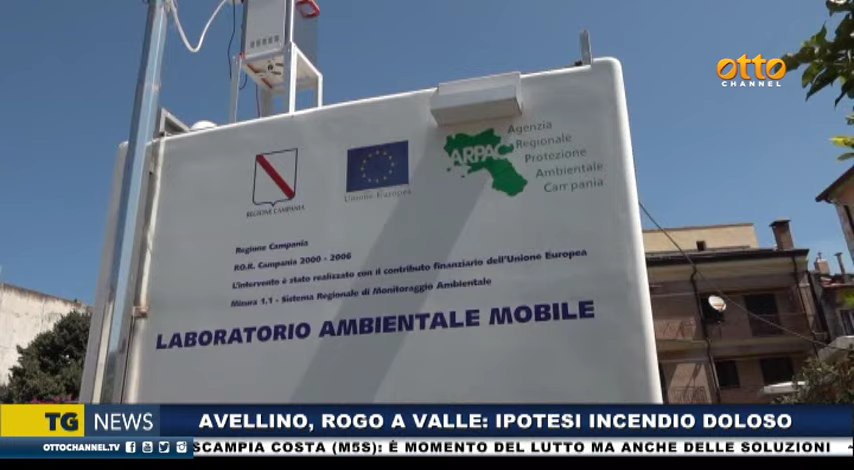 otto
CHANNEL
ARPAC
Agenzia
Regionale
Protezione
Ambientale
Campania
REGIONE CAMPANIA
Unione Europea
Regione Campania
P.O.R. Campania 2000 - 2006
L'intervento è stato realizzato con il contributo finanziario dell'Unione Europea
Misura 1.1 - Sistema Regionale di Monitoraggio Ambientale
LABORATORIO AMBIENTALE MOBILE
TG NEWS
AVELLINO, ROGO A VALLE: IPOTESI INCENDIO DOLOSO
OTTOCHANNEL.TV
SCAMPIA COSTA (M5S): È MOMENTO DEL LUTTO MA ANCHE DELLE SOLUZIONI